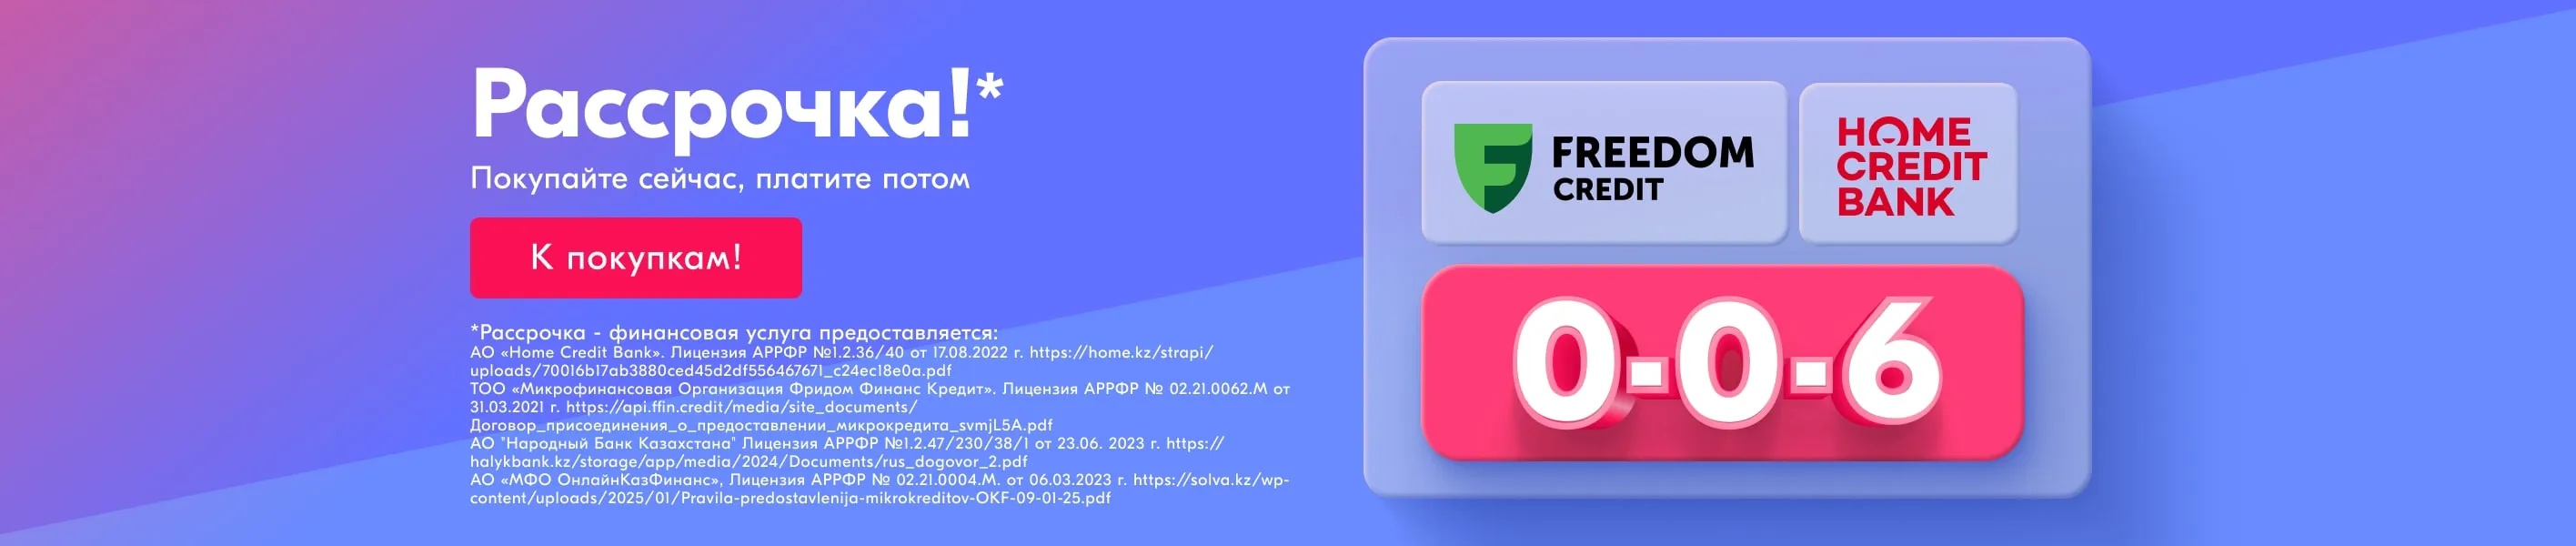 Рассрочка!*
Покупайте сейчас, платите потом
К покупкам!
*Рассрочка - финансовая услуга предоставляется:
АО «Home Credit Bank». Лицензия АРРФР №1.2.36/40 от 17.08.2022 г. https://home.kz/strapi/
uploads/70016b17ab3880ced45d2df55646767​1_c24ec18e0a.pdf
ТОО «Микрофинансовая Организация Фридом Финанс Кредит». Лицензия АРРФР № 02.21.0062.М от
31.03.2021 г. https://api.ffin.credit/media/site_documents/
Договор_присоединения_о_предоставлении_микрокредита_svmjL5A.pdf
АО "Народный Банк Казахстана" Лицензия АРРФР №1.2.47/230/38/1 от 23.06. 2023 г. https://
halykbank.kz/storage/app/media/2024/Documents/rus_dogovor_2.pdf
АО «МФО ОнлайнКазФинанс», Лицензия АРРФР № 02.21.0004.М. от 06.03.2023 г. https://solva.kz/wp-
content/uploads/2025/01/Pravila-predostavlenija-mikrokreditov-OKF-09-01-25.pdf
FREEDOM
CREDIT
HOME
CREDIT
BANK
0-0-6